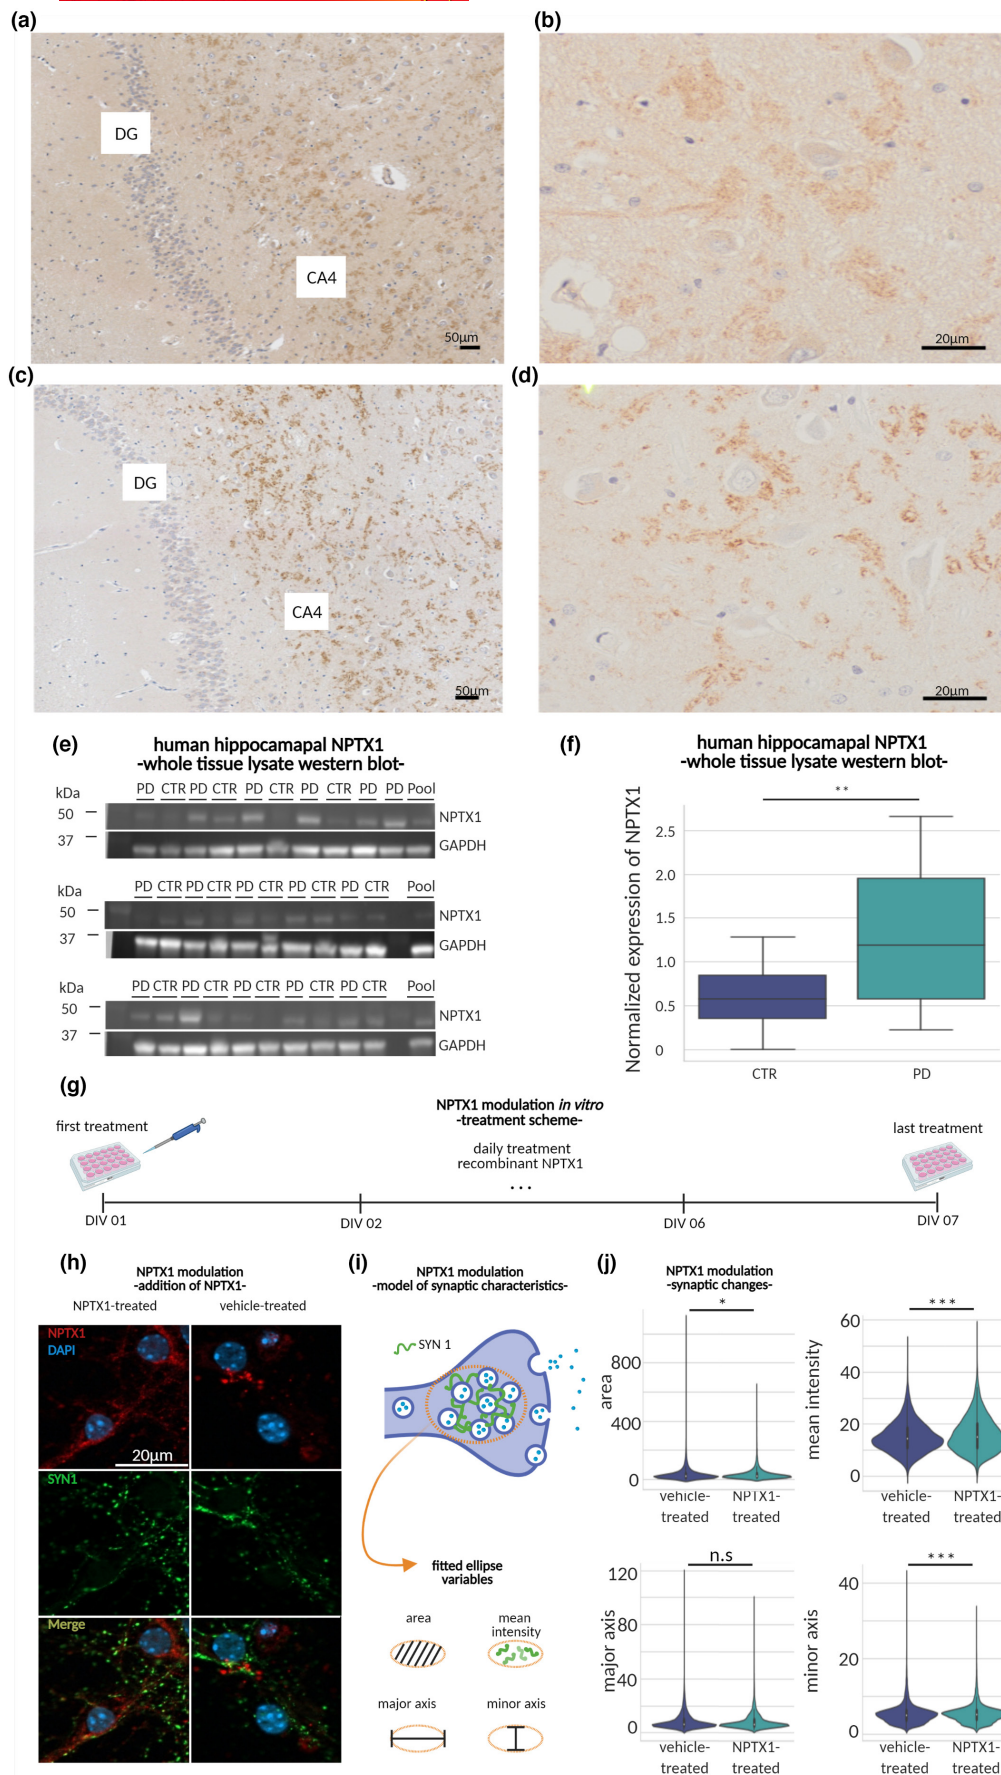 (a)
(b)
DG
CA4
50µm
20µm
(c)
(d)
DG
CA4
50µm
20µm
(e)
human hippocamapal NPTX1
-whole tissue lysate western blot-
kDa
PD CTR PD CTR PD CTR PD CTR PD PD Pool
50
NPTX1
37
GAPDH
kDa
PD CTR PD CTR PD CTR PD CTR PD CTR Pool
50
NPTX1
37
GAPDH
kDa
PD CTR PD CTR PD CTR PD CTR PD CTR Pool
50
NPTX1
37
GAPDH
(f)
human hippocamapal NPTX1
-whole tissue lysate western blot-
Normalized expression of NPTX1
**
2.5
2.0
1.5
1.0
0.5
0
CTR
PD
(g)
NPTX1 modulation in vitro
-treatment scheme-
first treatment
daily treatment
recombinant NPTX1
...
last treatment
DIV 01
DIV 02
DIV 06
DIV 07
(h)
NPTX1 modulation
-addition of NPTX1-
NPTX1-treated
vehicle-treated
NPTX1
DAPI
20µm
SYN1
Merge
(i)
NPTX1 modulation
-model of synaptic characteristics-
SYN 1
fitted ellipse
variables
area
mean
intensity
major axis
minor axis
(j)
NPTX1 modulation
-synaptic changes-
*
area
800
400
0
vehicle-
treated
NPTX1-
treated
***
mean intensity
60
40
20
0
vehicle-
treated
NPTX1-
treated
n.s
major axis
120
80
40
0
vehicle-
treated
NPTX1-
treated
***
minor axis
40
20
0
vehicle-
treated
NPTX1-
treated